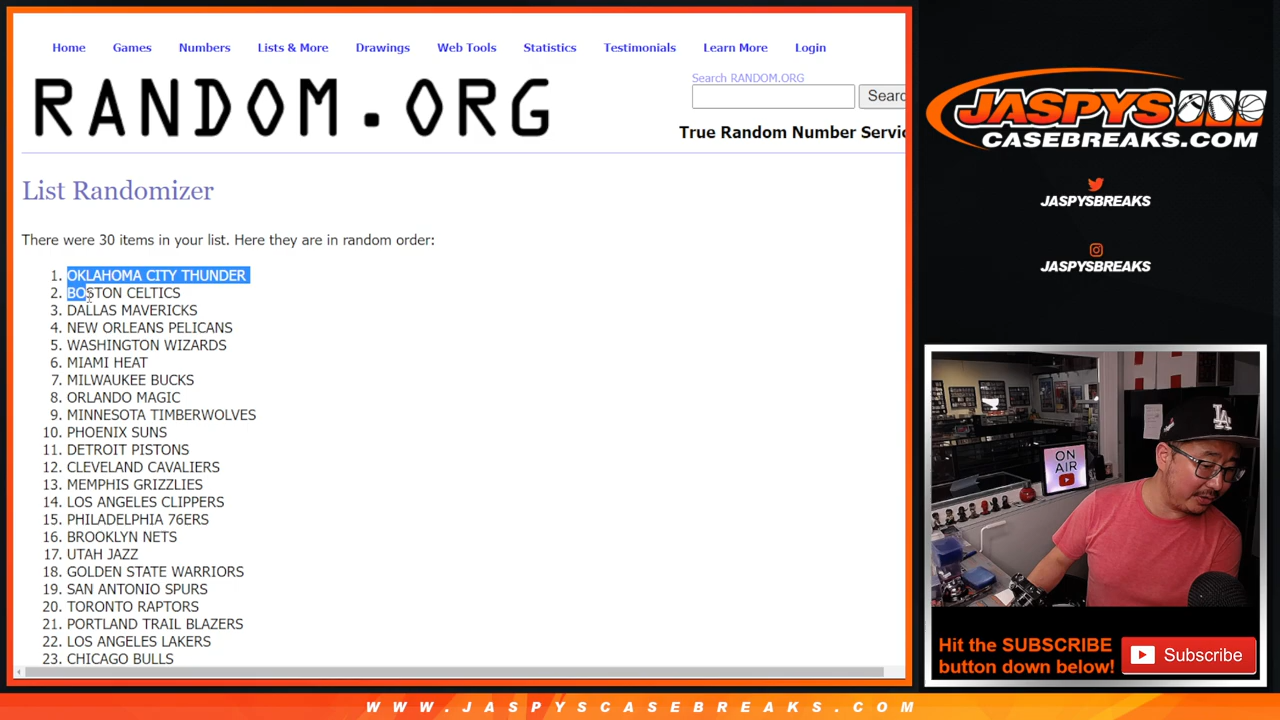 Home Games Numbers Lists & More Drawings Web Tools Statistics Testimonials Learn More Login
RANDOM.ORG
Search RANDOM.ORG
Searc
True Random Number Servic
List Randomizer
There were 30 items in your list. Here they are in random order:
1. OKLAHOMA CITY THUNDER
2. BOSTON CELTICS
3. DALLAS MAVERICKS
4. NEW ORLEANS PELICANS
5. WASHINGTON WIZARDS
6. MIAMI HEAT
7. MILWAUKEE BUCKS
8. ORLANDO MAGIC
9. MINNESOTA TIMBERWOLVES
10. PHOENIX SUNS
11. DETROIT PISTONS
12. CLEVELAND CAVALIERS
13. MEMPHIS GRIZZLIES
14. LOS ANGELES CLIPPERS
15. PHILADELPHIA 76ERS
16. BROOKLYN NETS
17. UTAH JAZZ
18. GOLDEN STATE WARRIORS
19. SAN ANTONIO SPURS
20. TORONTO RAPTORS
21. PORTLAND TRAIL BLAZERS
22. LOS ANGELES LAKERS
23. CHICAGO BULLS
JASPYS
CASEBREAKS.COM
JASPYSBREAKS
JASPYSBREAKS
ON
AIR
LA
Hit the SUBSCRIBE
button down below!
Subscribe
WWW.JASPYSCASEBREAKS.COM